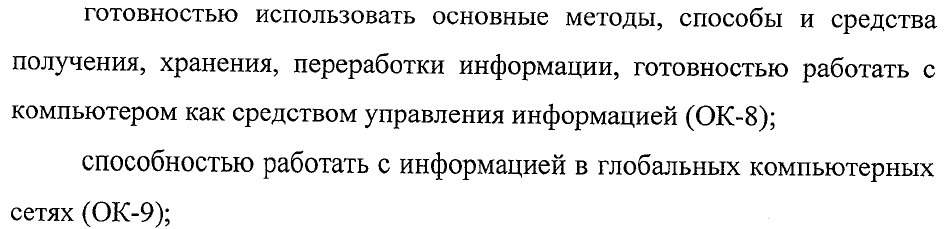 готовностью использовать основные методы, способы и средства
получения, хранения, переработки информации, готовностью работать с
компьютером как средством управления информацией (ОК-8);
способностью работать с информацией в глобальных компьютерных
сетях (ОК-9);